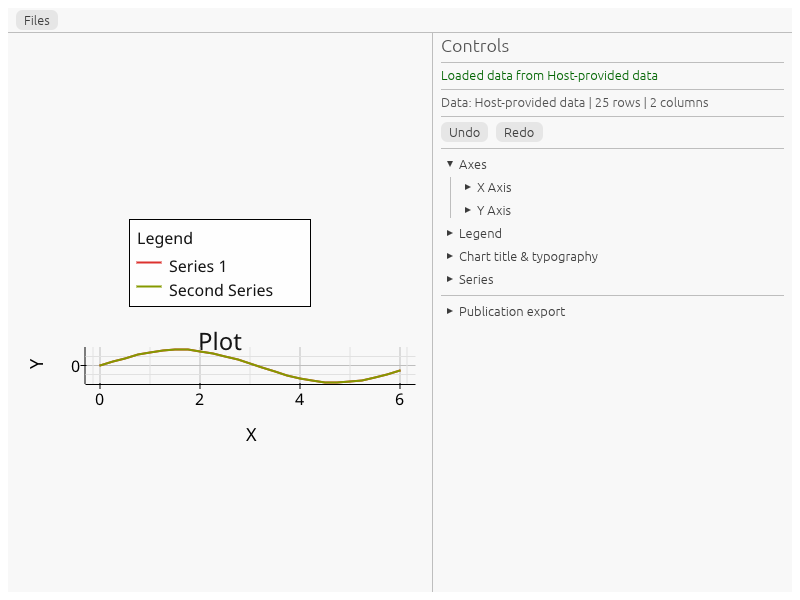 Files
Controls
Loaded data from Host-provided data
Data: Host-provided data | 25 rows | 2 columns
Undo Redo
Axes
X Axis
Y Axis
Legend
Chart title & typography
Series
Publication export
Legend
Series 1
Second Series
Plot
Y
0
0 2 4 6
X